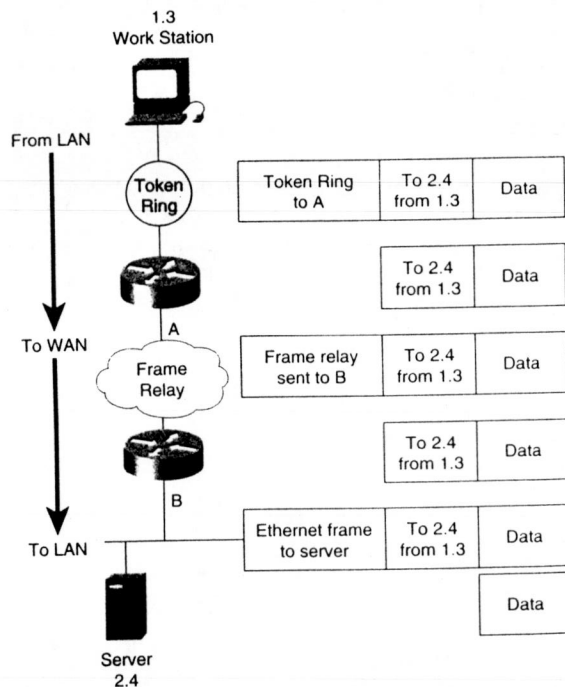 1.3
Work Station
From LAN
Token
Ring
Token Ring
to A
To 2.4
from 1.3
Data
To 2.4
from 1.3
Data
A
To WAN
Frame
Relay
Frame relay
sent to B
To 2.4
from 1.3
Data
To 2.4
from 1.3
Data
B
To LAN
Ethernet frame
to server
To 2.4
from 1.3
Data
Data
Server
2.4